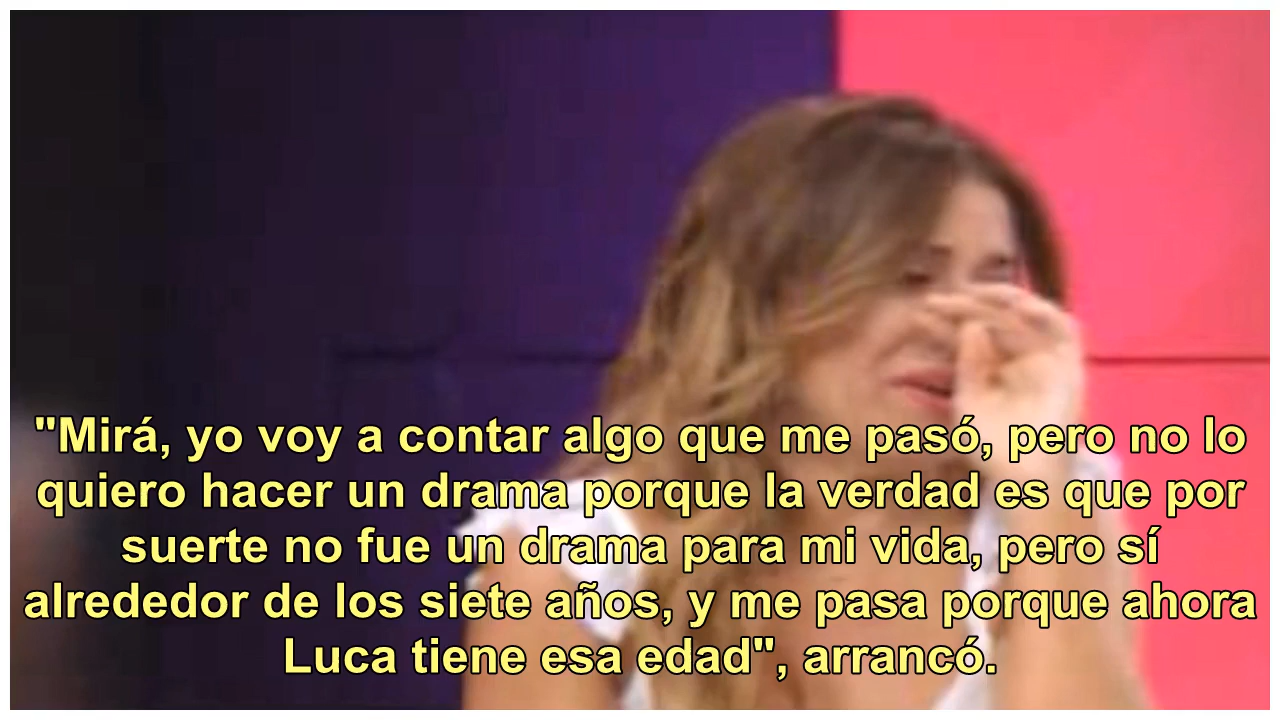 "Mirá, yo voy a contar algo que me pasó, pero no lo
quiero hacer un drama porque la verdad es que por
suerte no fue un drama para mi vida, pero sí
alrededor de los siete años, y me pasa porque ahora
Luca tiene esa edad", arrancó.